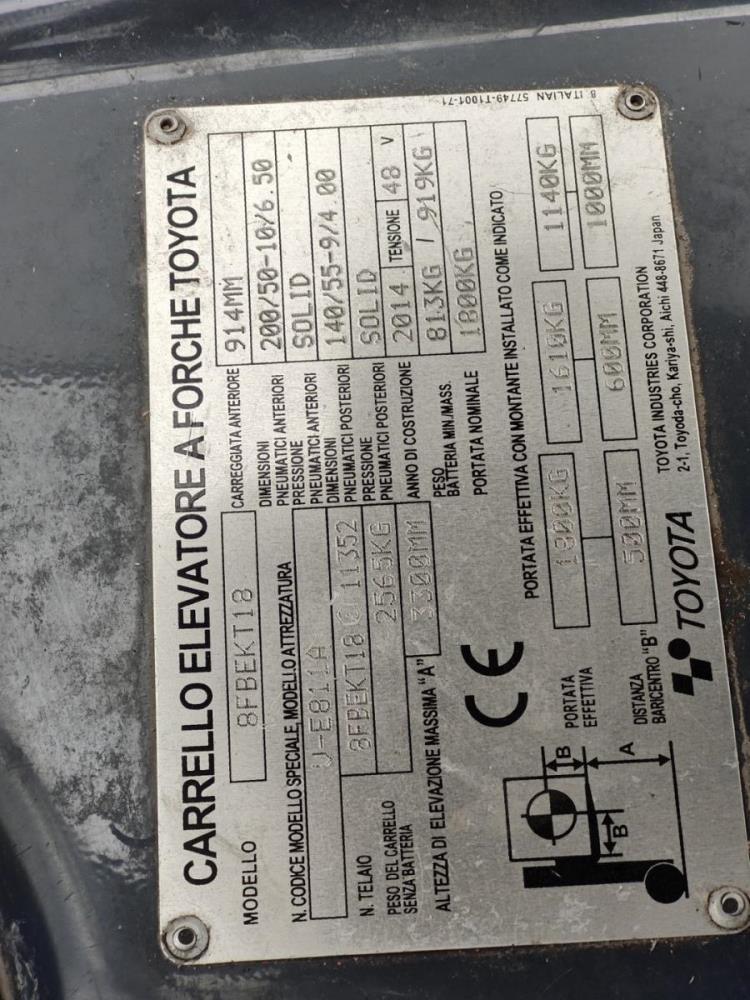 8. ITALIAN 57749-T1001-71
CARRELLO ELEVATORE A FORCHE TOYOTA
MODELLO 8FBEKT18
N. CODICE MODELLO SPECIALE, MODELLO ATTREZZATURA
U-E811A
N. TELAIO 8FBEKT18 11352
PESO DEL CARRELLO
SENZA BATTERIA 2565KG
ALTEZZA DI ELEVAZIONE MASSIMA "A" 3300MM
CARREGGIATA ANTERIORE 914MM
DIMENSIONI
PNEUMATICI ANTERIORI 200/50-10/6.50
PRESSIONE
PNEUMATICI ANTERIORI SOLID
DIMENSIONI
PNEUMATICI POSTERIORI 140/55-9/4.00
PRESSIONE
PNEUMATICI POSTERIORI SOLID
ANNO DI COSTRUZIONE 2014 TENSIONE 48 V
PESO
BATTERIA MIN./MASS. 813KG / 919KG
PORTATA NOMINALE 1800KG
CE
PORTATA EFFETTIVA CON MONTANTE INSTALLATO COME INDICATO
PORTATA
EFFETTIVA 1800KG 1610KG 1140KG
DISTANZA
BARICENTRO "B" 500MM 600MM 1000MM
B
A
B
TOYOTA
TOYOTA INDUSTRIES CORPORATION
2-1, Toyoda-cho, Kariya-shi, Aichi 448-8671 Japan